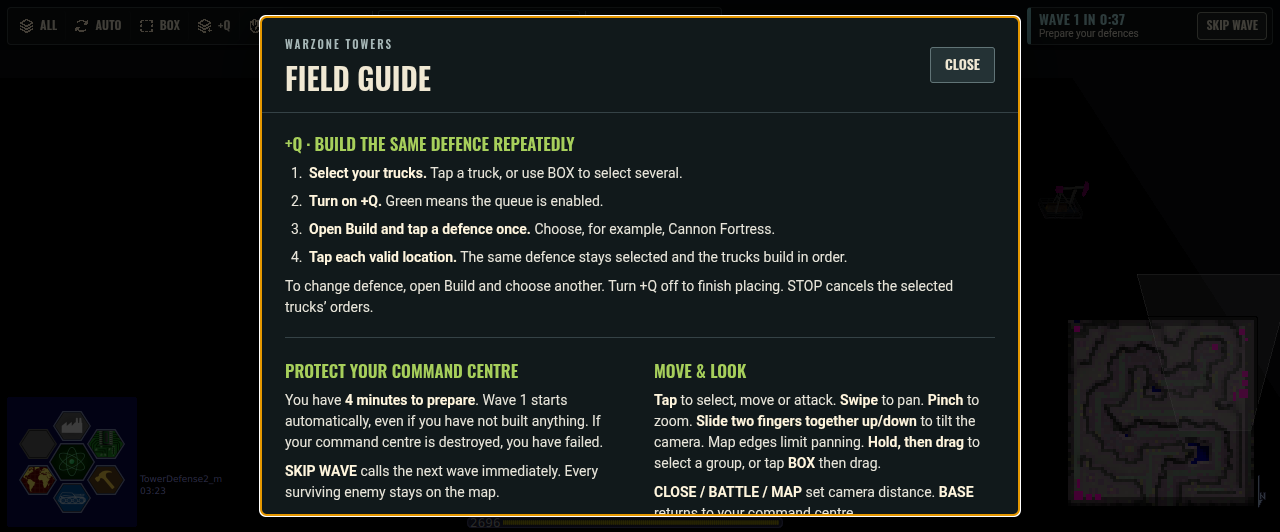 ALL AUTO BOX +Q
WAVE 1 IN 0:37
Prepare your defences
SKIP WAVE
WARZONE TOWERS
FIELD GUIDE
CLOSE
+Q · BUILD THE SAME DEFENCE REPEATEDLY
1. Select your trucks. Tap a truck, or use BOX to select several.
2. Turn on +Q. Green means the queue is enabled.
3. Open Build and tap a defence once. Choose, for example, Cannon Fortress.
4. Tap each valid location. The same defence stays selected and the trucks build in order.
To change defence, open Build and choose another. Turn +Q off to finish placing. STOP cancels the selected
trucks’ orders.
PROTECT YOUR COMMAND CENTRE
You have 4 minutes to prepare. Wave 1 starts
automatically, even if you have not built anything. If
your command centre is destroyed, you have failed.
SKIP WAVE calls the next wave immediately. Every
surviving enemy stays on the map.
MOVE & LOOK
Tap to select, move or attack. Swipe to pan. Pinch to
zoom. Slide two fingers together up/down to tilt the
camera. Map edges limit panning. Hold, then drag to
select a group, or tap BOX then drag.
CLOSE / BATTLE / MAP set camera distance. BASE
returns to your command centre.
TowerDefense2_m
03:23
2696
N